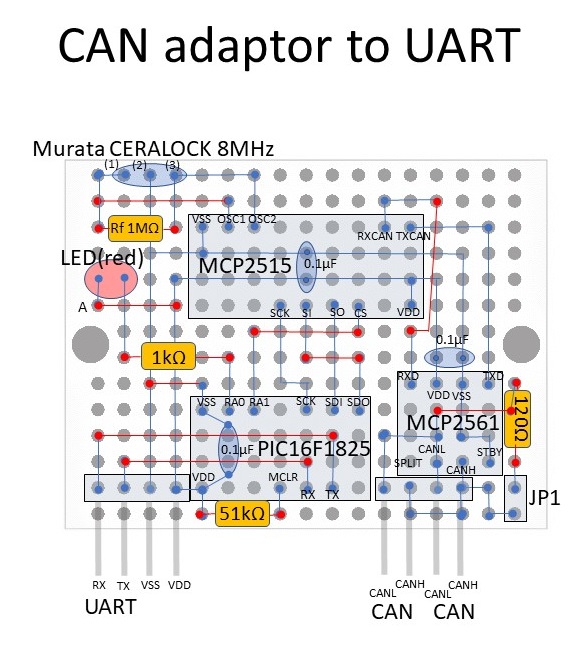 CAN adaptor to UART
Murata CERALOCK 8MHz
(1) (2) (3)
Rf 1MΩ
VSS OSC1 OSC2
RXCAN TXCAN
LED(red)
MCP2515
0.1μF
A
SCK SI SO CS
VDD
0.1μF
1kΩ
RXD TXD
VDD VSS
VSS RA0 RA1 SCK SDI SDO
120Ω
MCP2561
0.1μF PIC16F1825
CANL
STBY
SPLIT
CANH
VDD MCLR
RX TX
JP1
51kΩ
RX TX VSS VDD
CANL CANH CANL CANH
UART
CAN CAN